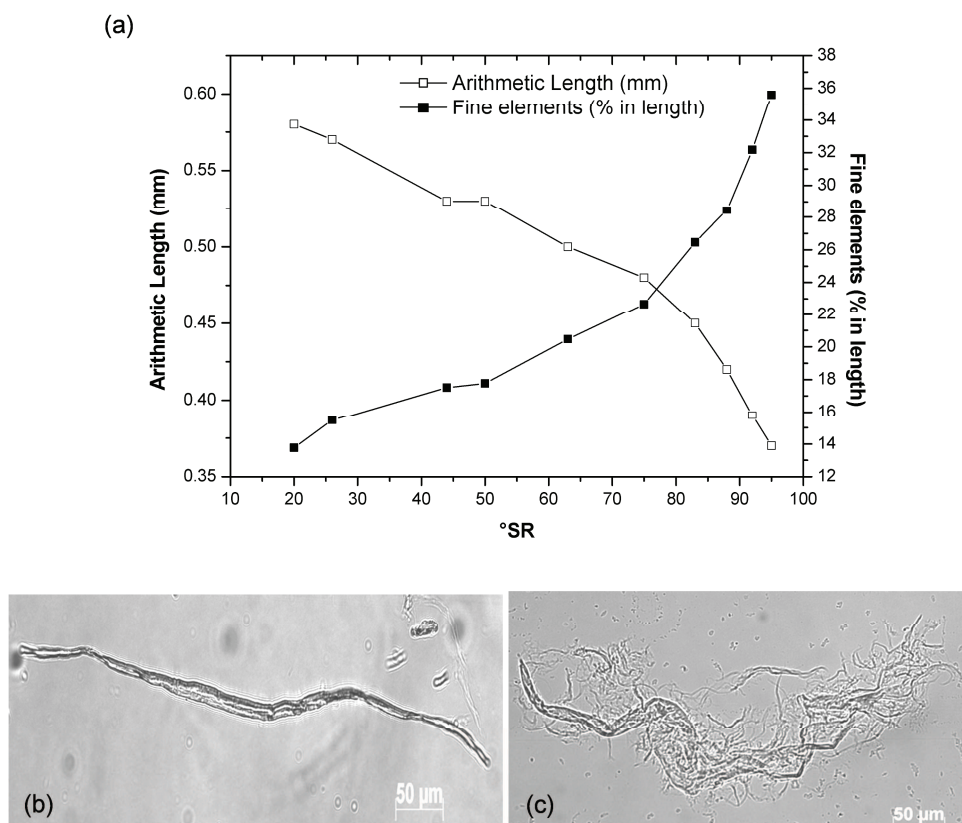 (a)
Arithmetic Length (mm)
Fine elements (% in length)
0.60
0.55
0.50
0.45
0.40
0.35
Arithmetic Length (mm)
38
36
34
32
30
28
26
24
22
20
18
16
14
12
Fine elements (% in length)
10 20 30 40 50 60 70 80 90 100
°SR
(b)
50 µm
(c)
50 µm